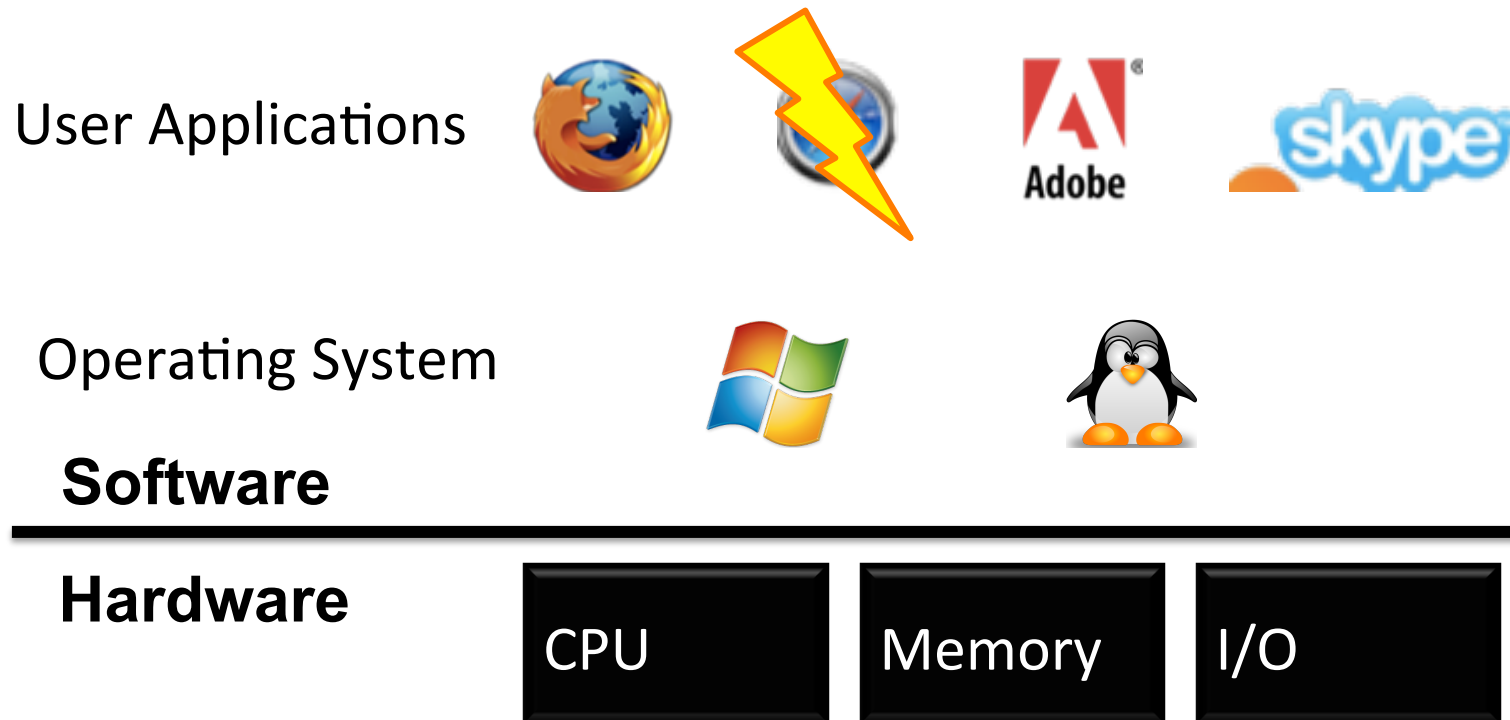 User Applications
®
Adobe
skype
Operating System
Software
Hardware
CPU
Memory
I/O